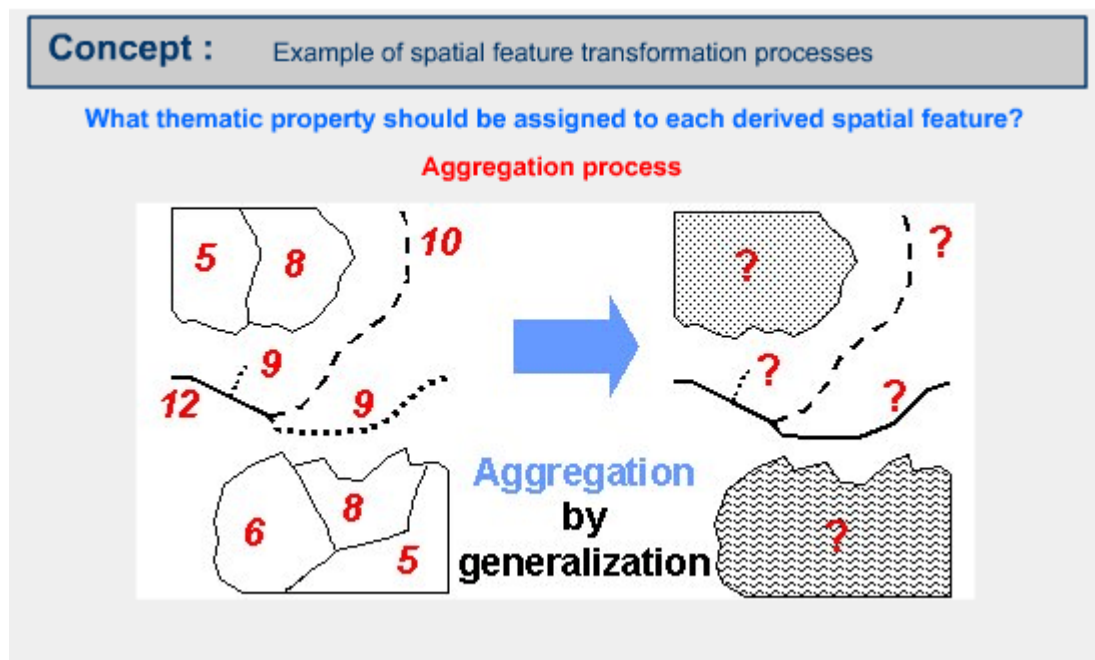 Concept : Example of spatial feature transformation processes
What thematic property should be assigned to each derived spatial feature?
Aggregation process
5 8 10
9
12 9
6 8 5
Aggregation
by
generalization
? ?
? ?
?